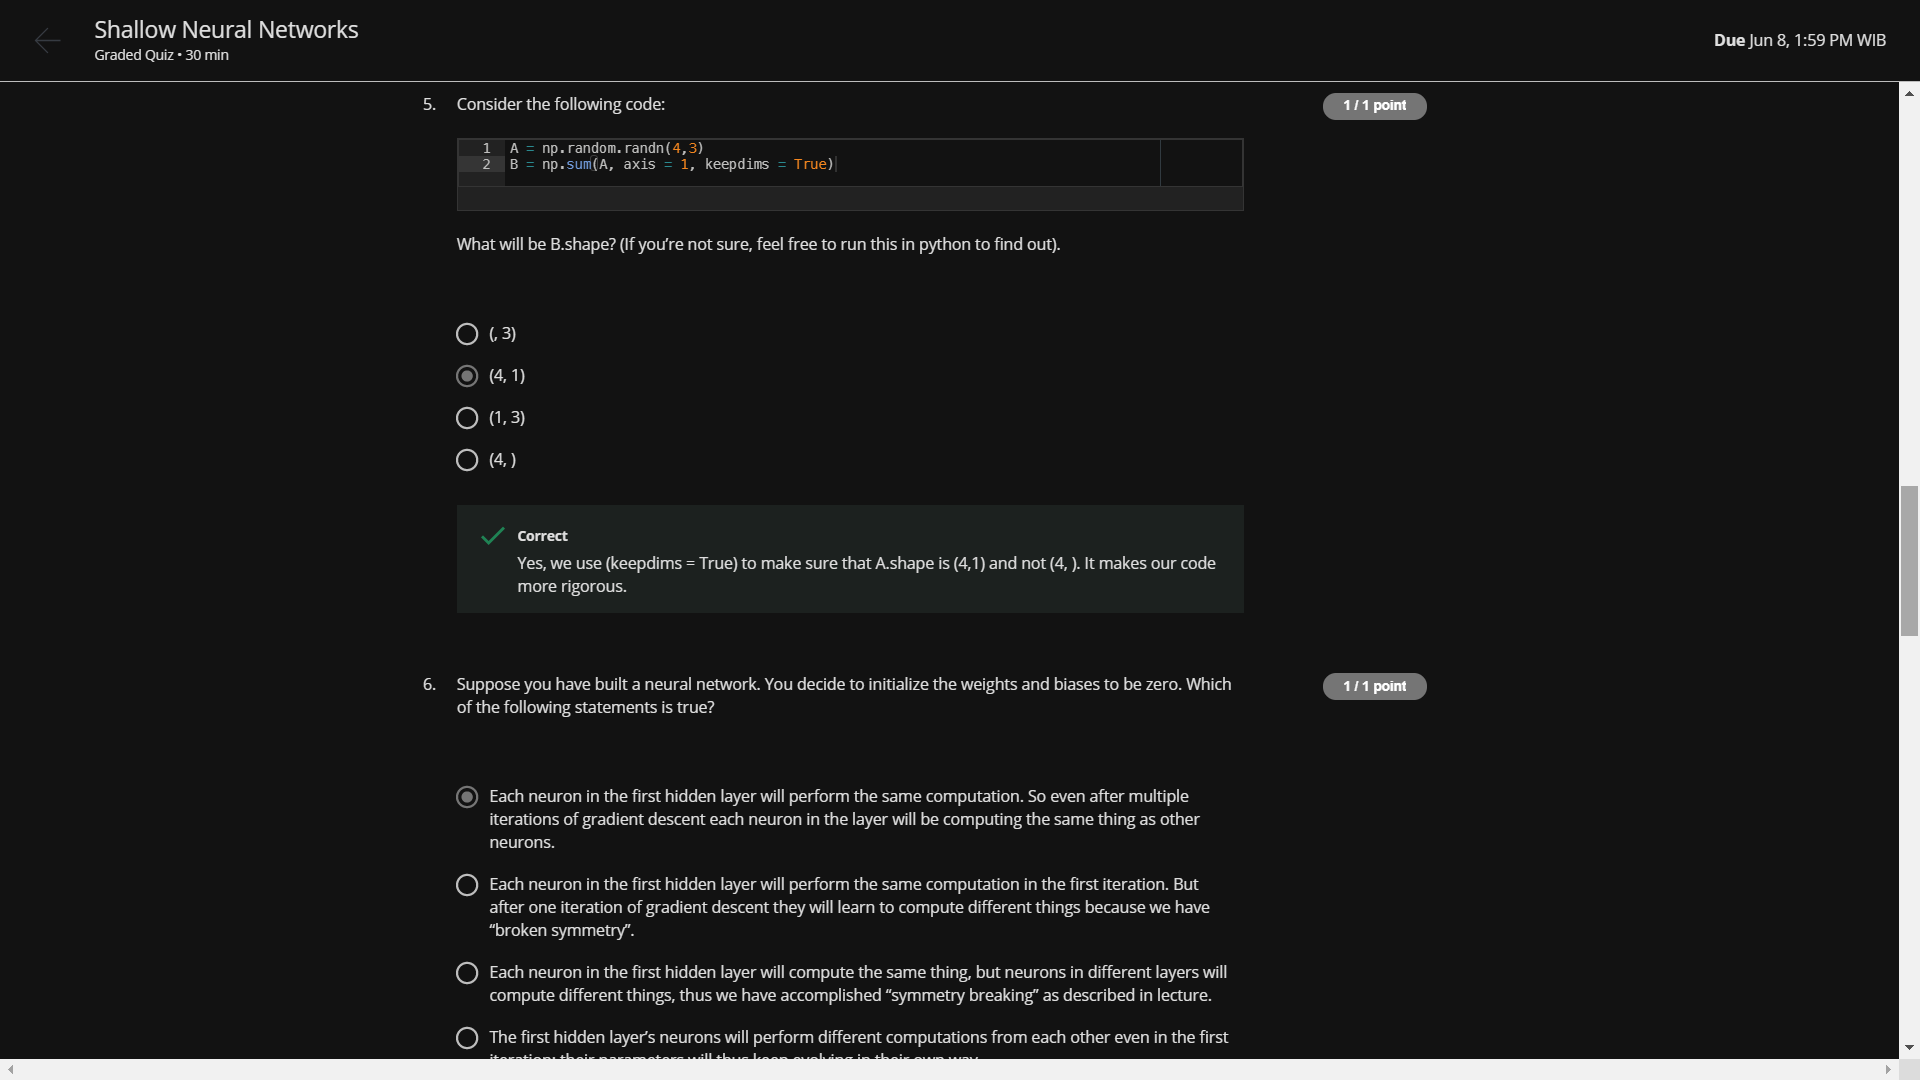 Shallow Neural Networks
Graded Quiz • 30 min
Due Jun 8, 1:59 PM WIB
5. Consider the following code:
1 / 1 point
1 A = np.random.randn(4,3)
2 B = np.sum(A, axis = 1, keepdims = True)
What will be B.shape? (If you’re not sure, feel free to run this in python to find out).
(, 3)
(4, 1)
(1, 3)
(4, )
Correct
Yes, we use (keepdims = True) to make sure that A.shape is (4,1) and not (4, ). It makes our code
more rigorous.
6. Suppose you have built a neural network. You decide to initialize the weights and biases to be zero. Which
of the following statements is true?
1 / 1 point
Each neuron in the first hidden layer will perform the same computation. So even after multiple
iterations of gradient descent each neuron in the layer will be computing the same thing as other
neurons.
Each neuron in the first hidden layer will perform the same computation in the first iteration. But
after one iteration of gradient descent they will learn to compute different things because we have
“broken symmetry”.
Each neuron in the first hidden layer will compute the same thing, but neurons in different layers will
compute different things, thus we have accomplished “symmetry breaking” as described in lecture.
The first hidden layer’s neurons will perform different computations from each other even in the first
iteration; their parameters will thus keep evolving in their own way.